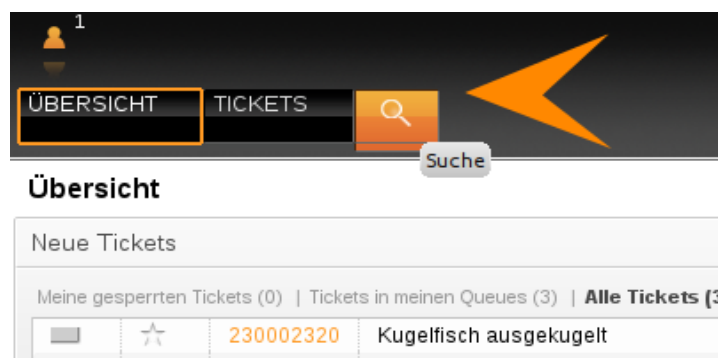 1
ÜBERSICHT TICKETS
Suche
Übersicht
Neue Tickets
Meine gesperrten Tickets (0) | Tickets in meinen Queues (3) | Alle Tickets (3
230002320 Kugelfisch ausgekugelt